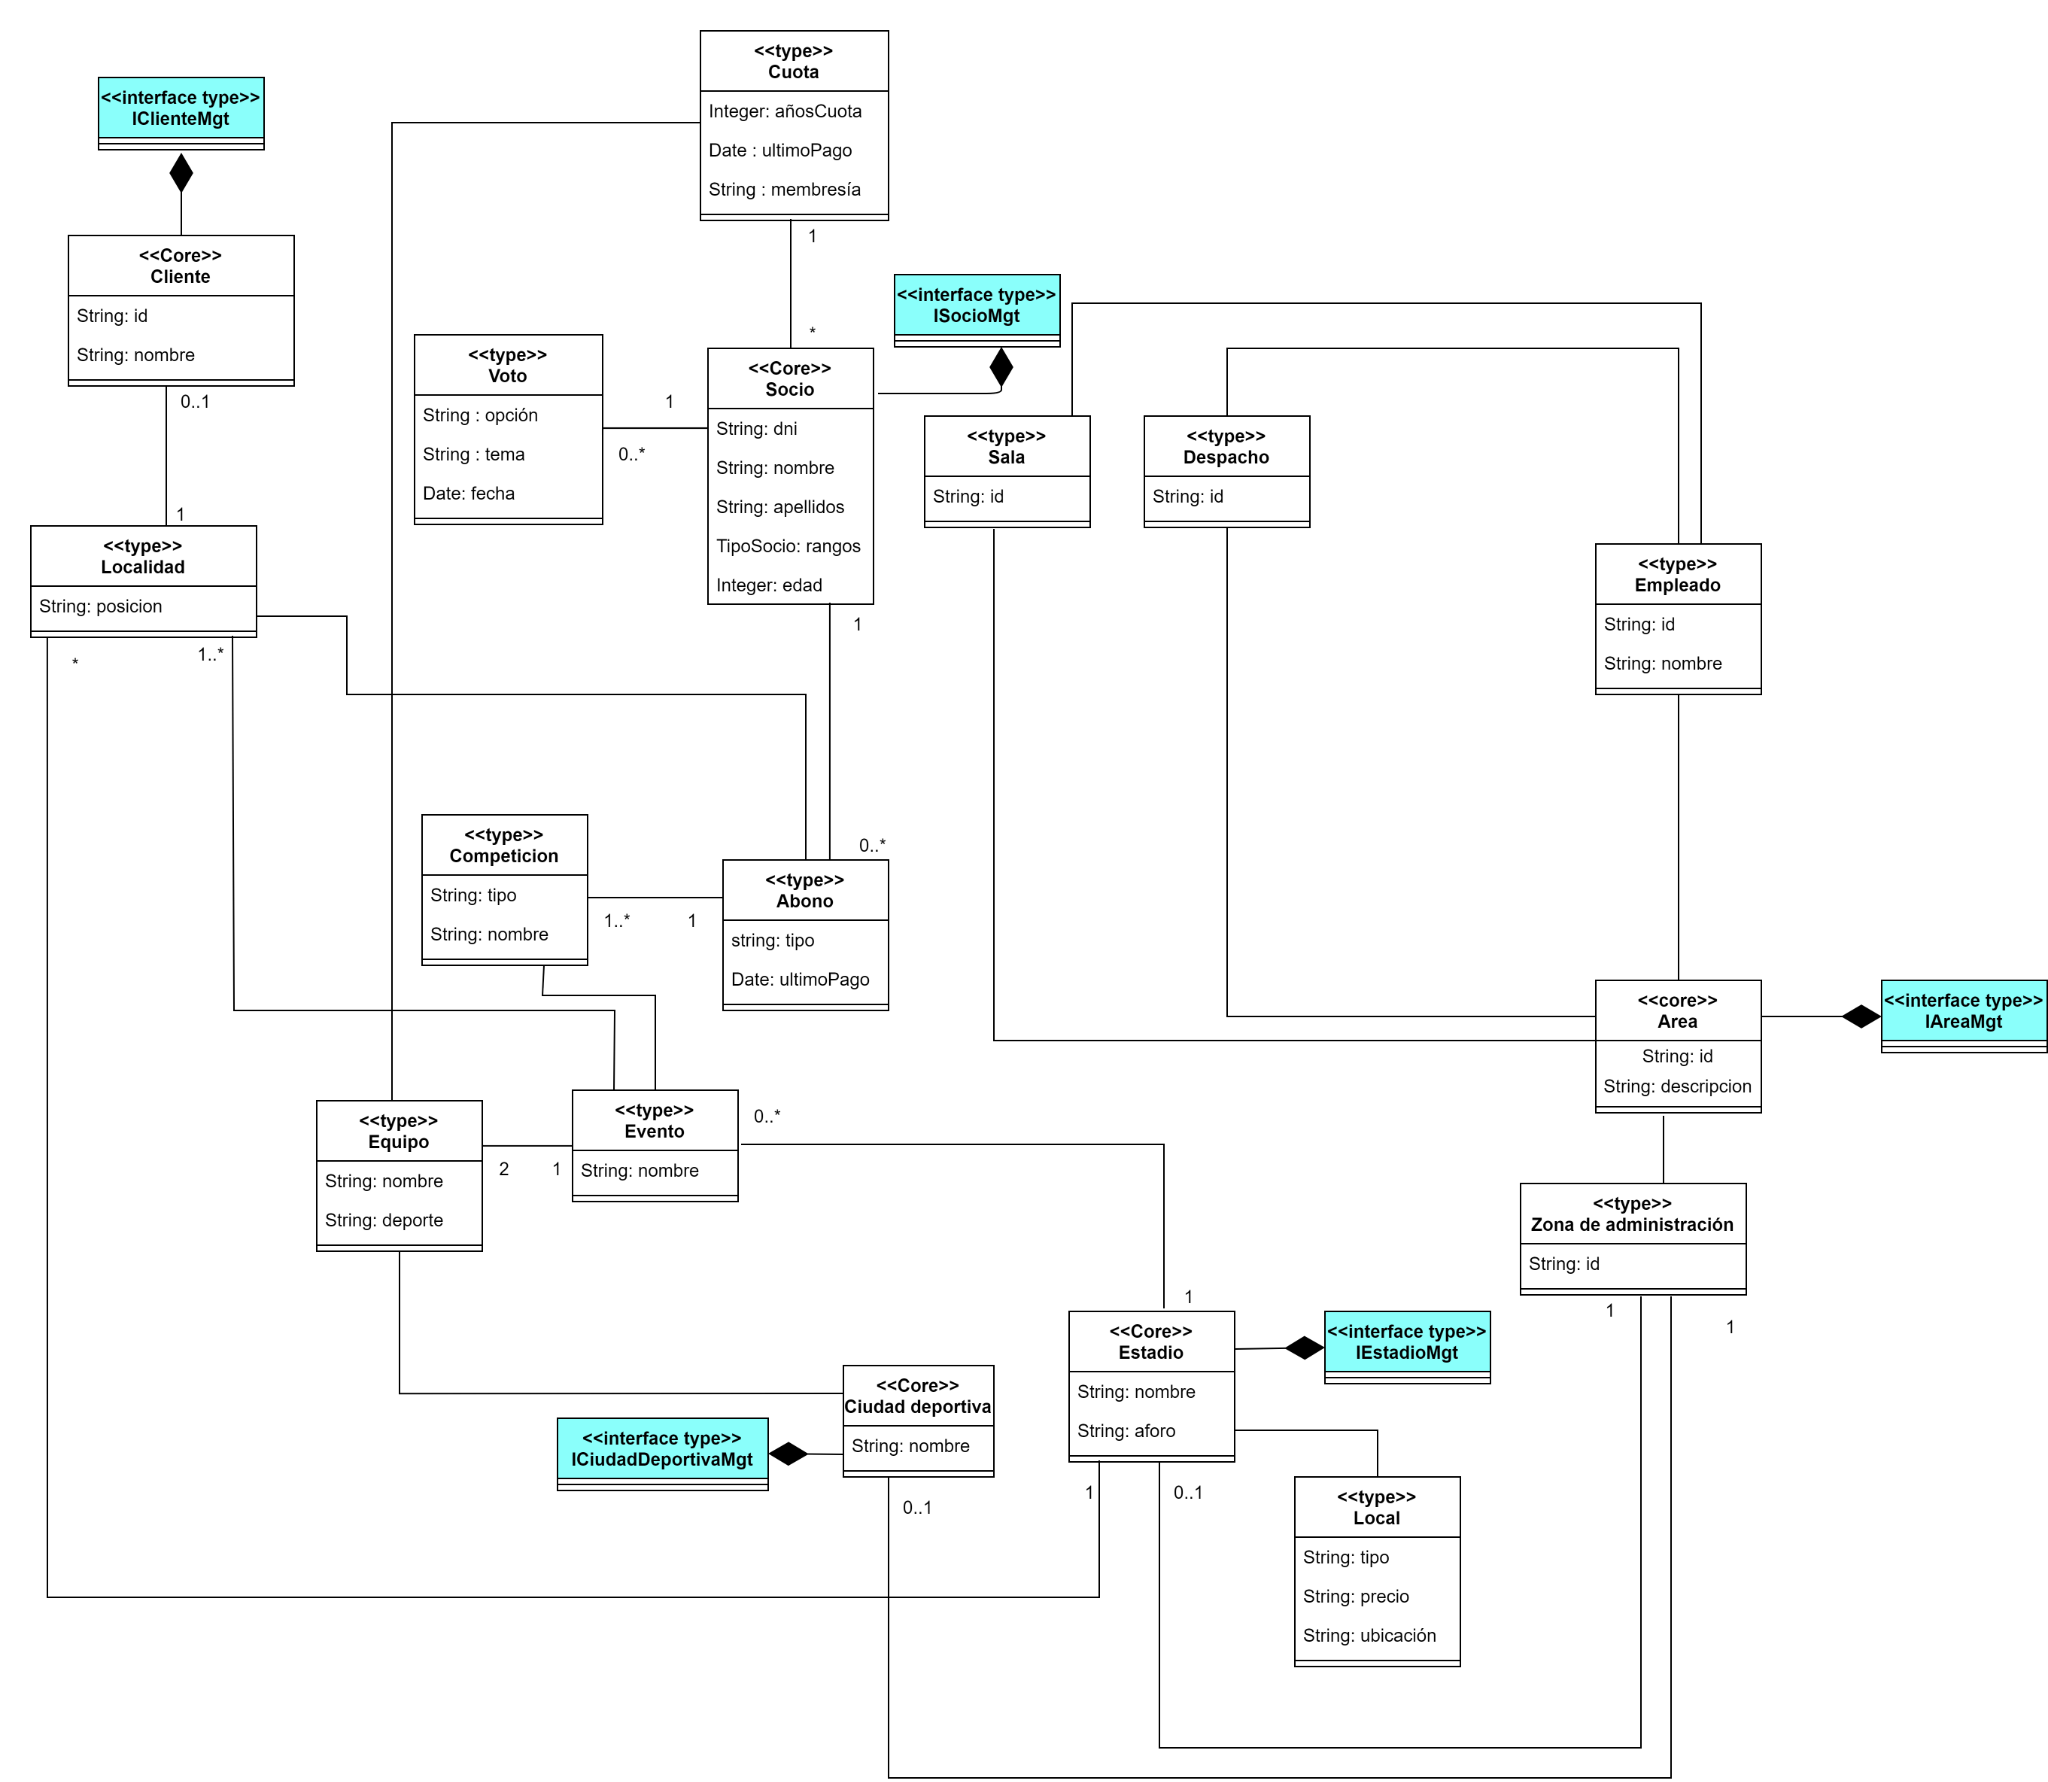 <<type>>
Cuota
Integer: añosCuota
Date : ultimoPago
String : membresía
1
*
<<interface type>>
IClienteMgt
<<Core>>
Cliente
String: id
String: nombre
0..1
1
<<interface type>>
ISocioMgt
<<type>>
Voto
String : opción
String : tema
Date: fecha
1
0..*
<<Core>>
Socio
String: dni
String: nombre
String: apellidos
TipoSocio: rangos
Integer: edad
1
0..*
<<type>>
Sala
String: id
<<type>>
Despacho
String: id
<<type>>
Localidad
String: posicion
*
1..*
<<type>>
Empleado
String: id
String: nombre
<<type>>
Competicion
String: tipo
String: nombre
1..*
1
<<type>>
Abono
string: tipo
Date: ultimoPago
<<core>>
Area
String: id
String: descripcion
<<interface type>>
IAreaMgt
<<type>>
Equipo
String: nombre
String: deporte
2
1
<<type>>
Evento
String: nombre
0..*
1
<<type>>
Zona de administración
String: id
1
1
<<Core>>
Estadio
String: nombre
String: aforo
1
0..1
<<interface type>>
IEstadioMgt
<<Core>>
Ciudad deportiva
String: nombre
0..1
<<interface type>>
ICiudadDeportivaMgt
<<type>>
Local
String: tipo
String: precio
String: ubicación